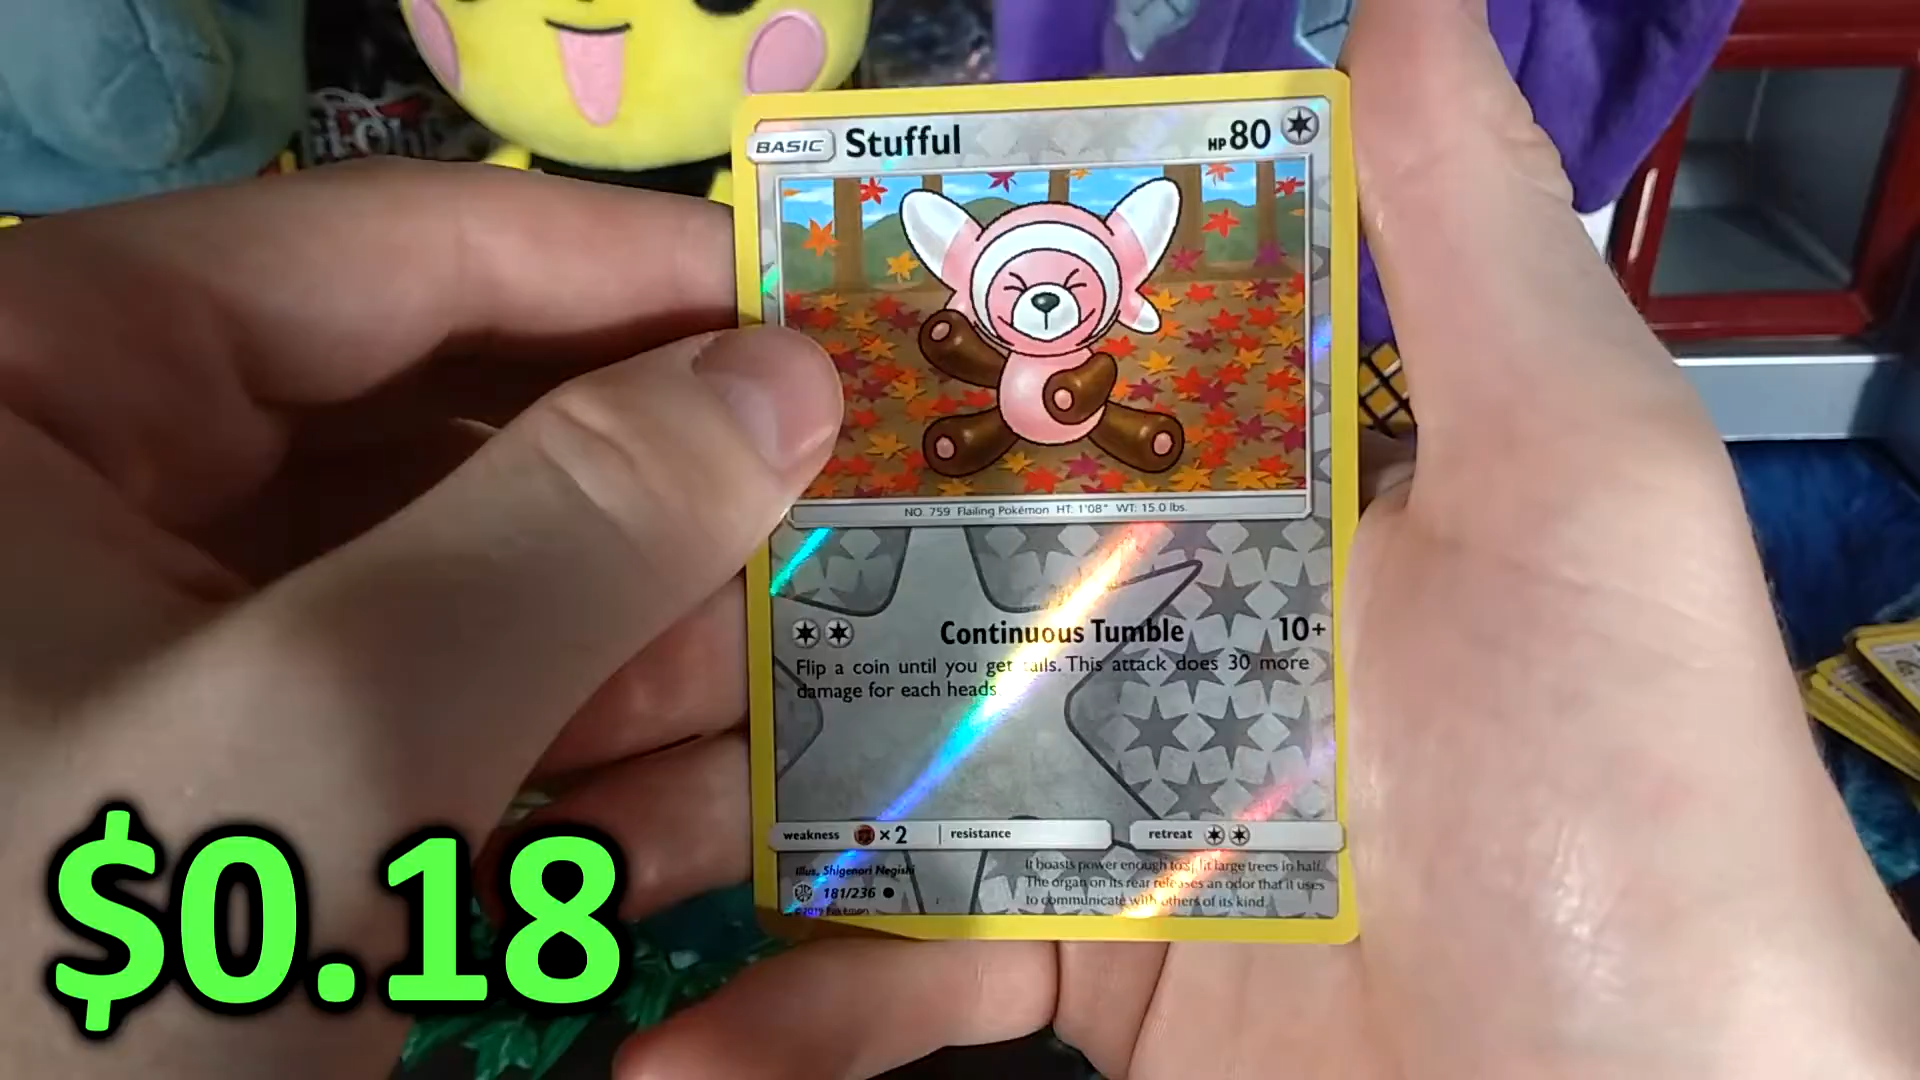 BASIC Stufful HP 80
NO. 759 Flailing Pokémon HT: 1'08" WT: 15.0 lbs.
Continuous Tumble 10+
Flip a coin until you get tails. This attack does 30 more
damage for each heads.
weakness ×2 resistance retreat
Illus. Shigenori Negishi
181/236
©2019 Pokémon
It boasts power enough to split large trees in half.
The organ on its rear releases an odor that it uses
to communicate with others of its kind.
$0.18